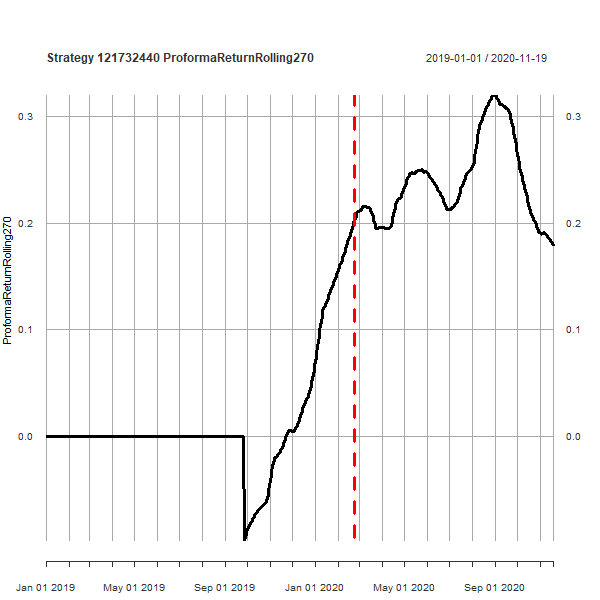 Strategy 121732440 ProformaReturnRolling270
2019-01-01 / 2020-11-19
ProformaReturnRolling270
0.3 0.3
0.2 0.2
0.1 0.1
0.0 0.0
Jan 01 2019 May 01 2019 Sep 01 2019 Jan 01 2020 May 01 2020 Sep 01 2020